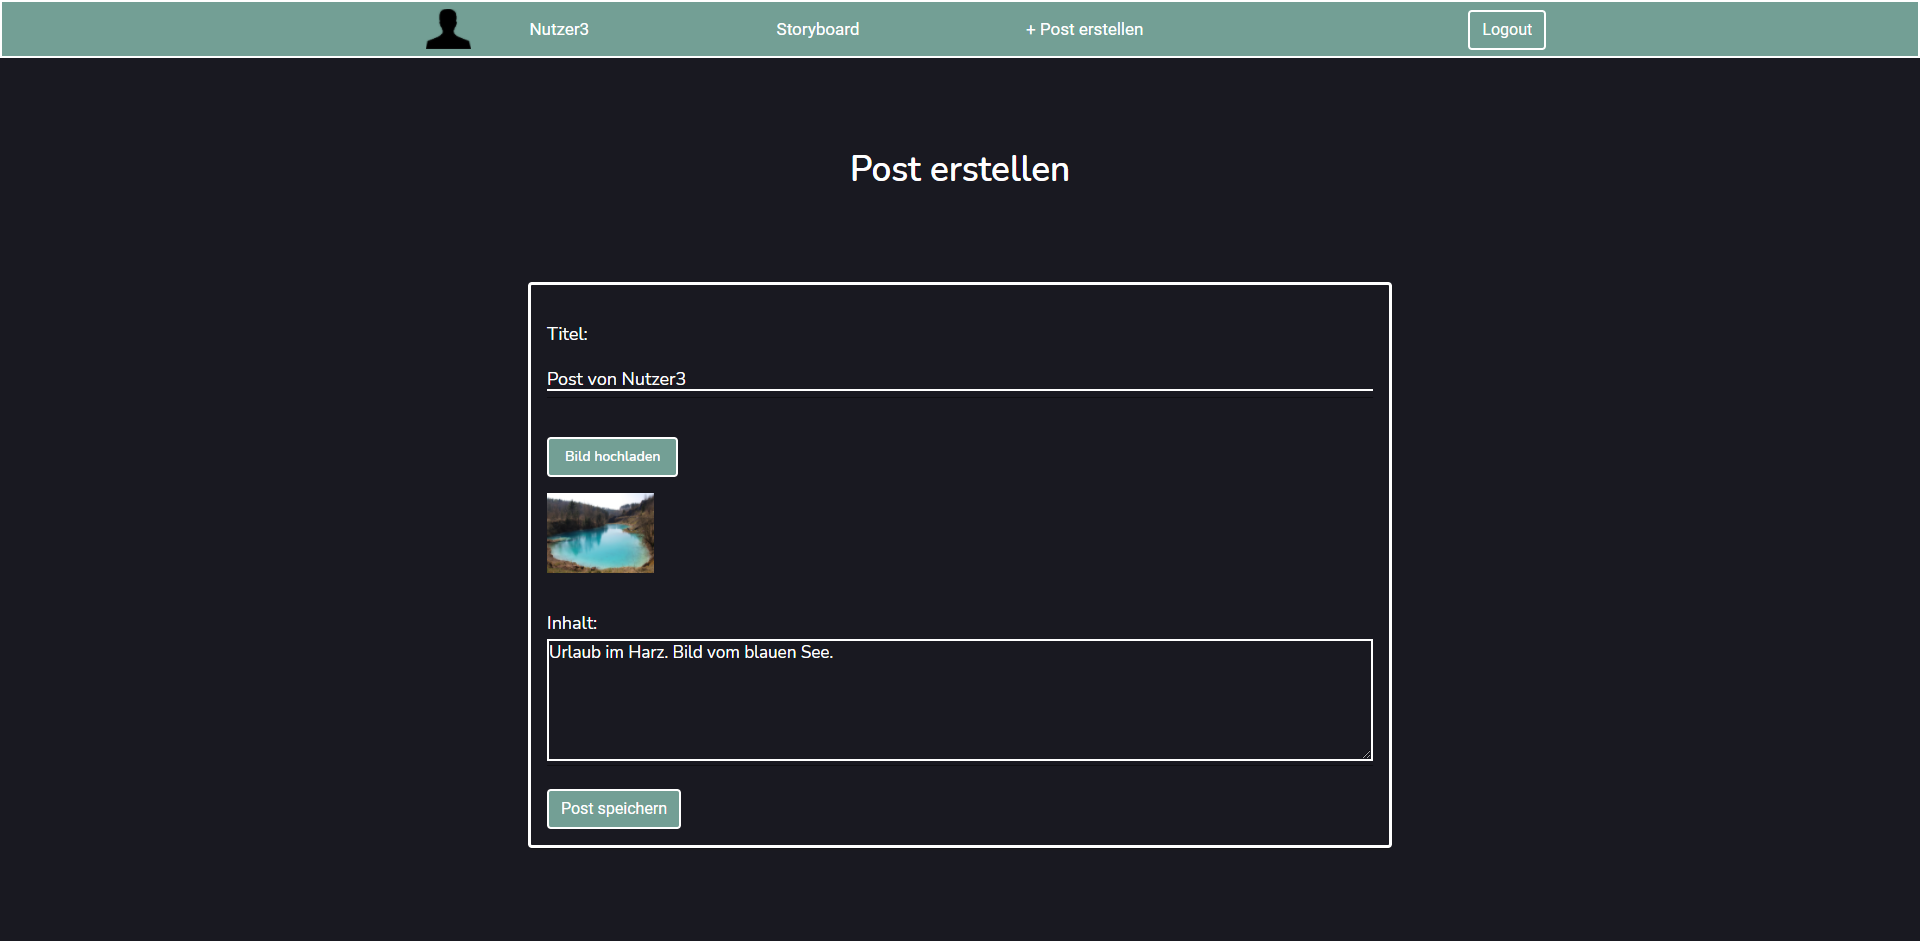 Nutzer3 Storyboard + Post erstellen Logout
Post erstellen
Titel:
Post von Nutzer3
Bild hochladen
Inhalt:
Urlaub im Harz. Bild vom blauen See.
Post speichern